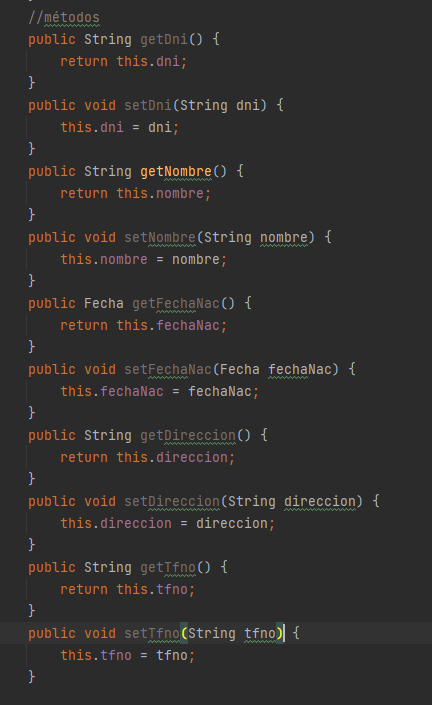 //métodos
public String getDni() {
return this.dni;
}
public void setDni(String dni) {
this.dni = dni;
}
public String getNombre() {
return this.nombre;
}
public void setNombre(String nombre) {
this.nombre = nombre;
}
public Fecha getFechaNac() {
return this.fechaNac;
}
public void setFechaNac(Fecha fechaNac) {
this.fechaNac = fechaNac;
}
public String getDireccion() {
return this.direccion;
}
public void setDireccion(String direccion) {
this.direccion = direccion;
}
public String getTfno() {
return this.tfno;
}
public void setTfno(String tfno) {
this.tfno = tfno;
}